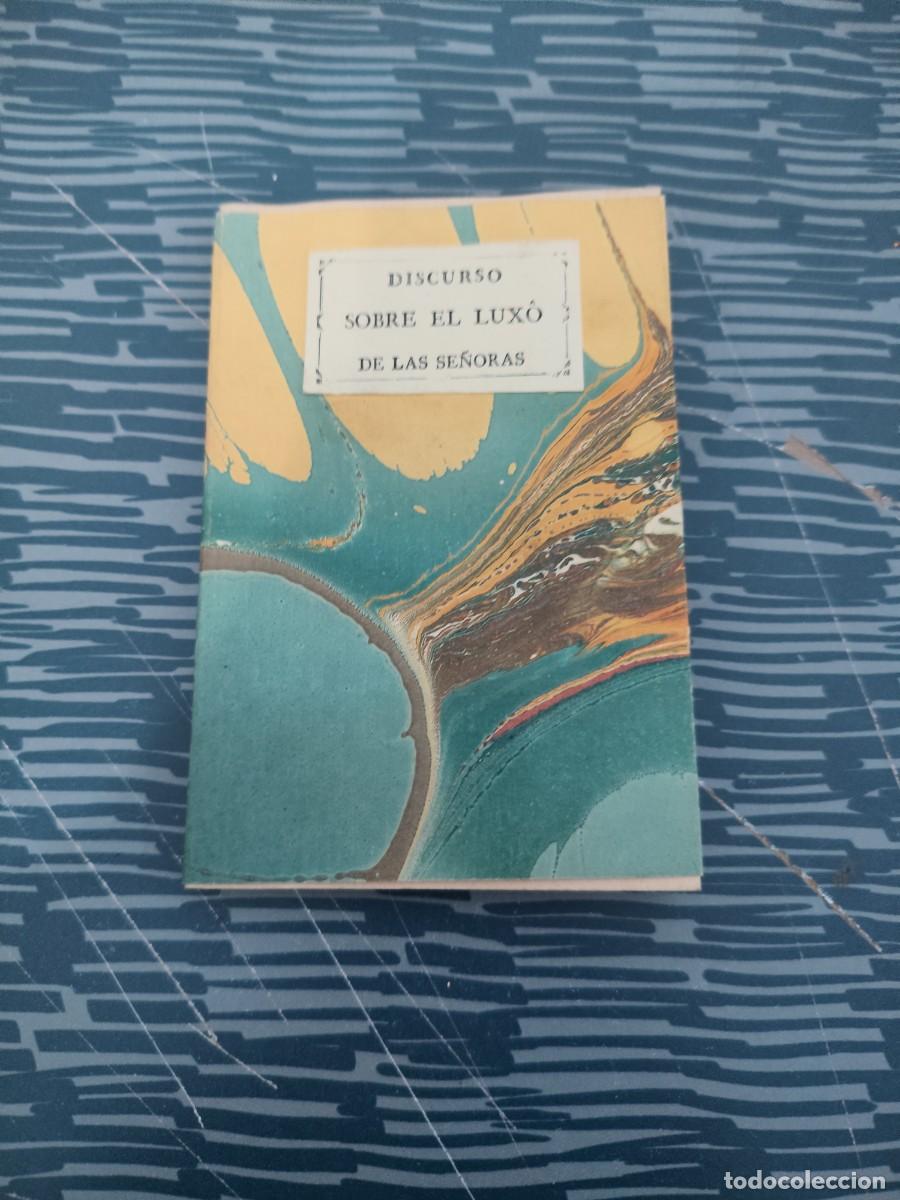 DISCURSO
SOBRE EL LUXÔ
DE LAS SEÑORAS
todocoleccion